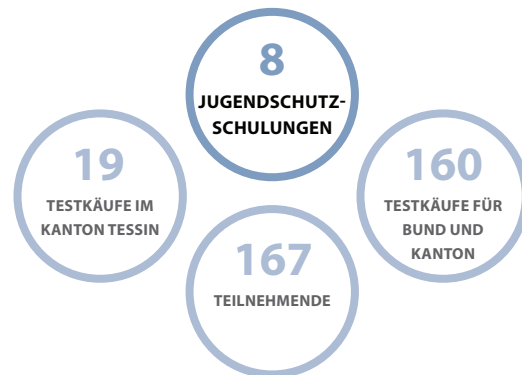 8
JUGENDSCHUTZ-
SCHULUNGEN
19
TESTKÄUFE IM
KANTON TESSIN
160
TESTKÄUFE FÜR
BUND UND
KANTON
167
TEILNEHMENDE